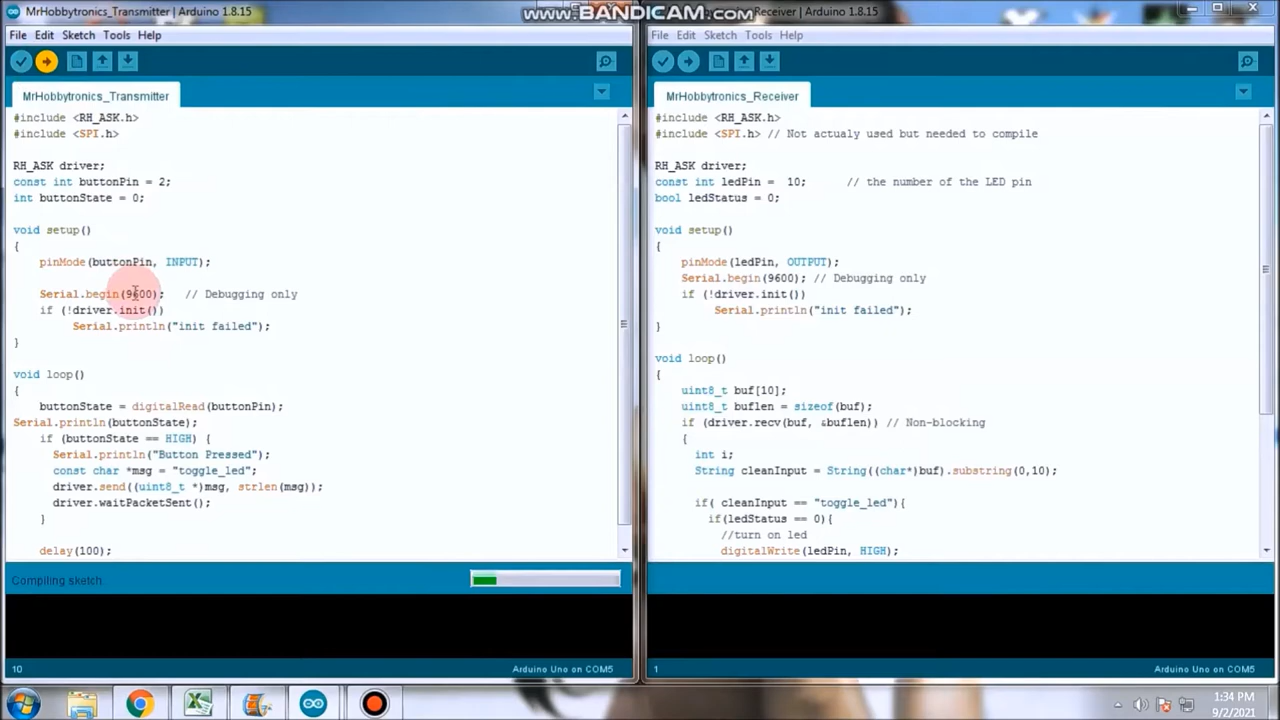 MrHobbytronics_Transmitter | Arduino 1.8.15
www.BANDICAM.com
Receiver | Arduino 1.8.15
File Edit Sketch Tools Help
File Edit Sketch Tools Help
MrHobbytronics_Transmitter
#include <RH_ASK.h>
#include <SPI.h>
RH_ASK driver;
const int buttonPin = 2;
int buttonState = 0;
void setup()
{
pinMode(buttonPin, INPUT);
Serial.begin(9600);   // Debugging only
if (!driver.init())
Serial.println("init failed");
}
void loop()
{
buttonState = digitalRead(buttonPin);
Serial.println(buttonState);
if (buttonState == HIGH) {
Serial.println("Button Pressed");
const char *msg = "toggle_led";
driver.send((uint8_t *)msg, strlen(msg));
driver.waitPacketSent();
}
delay(100);
Compiling sketch
10
Arduino Uno on COM5
MrHobbytronics_Receiver
#include <RH_ASK.h>
#include <SPI.h> // Not actualy used but needed to compile
RH_ASK driver;
const int ledPin =  10;      // the number of the LED pin
bool ledStatus = 0;
void setup()
{
pinMode(ledPin, OUTPUT);
Serial.begin(9600); // Debugging only
if (!driver.init())
Serial.println("init failed");
}
void loop()
{
uint8_t buf[10];
uint8_t buflen = sizeof(buf);
if (driver.recv(buf, &buflen)) // Non-blocking
{
int i;
String cleanInput = String((char*)buf).substring(0,10);
if( cleanInput == "toggle_led"){
if(ledStatus == 0){
//turn on led
digitalWrite(ledPin, HIGH);
1
Arduino Uno on COM5
1:34 PM
9/2/2021